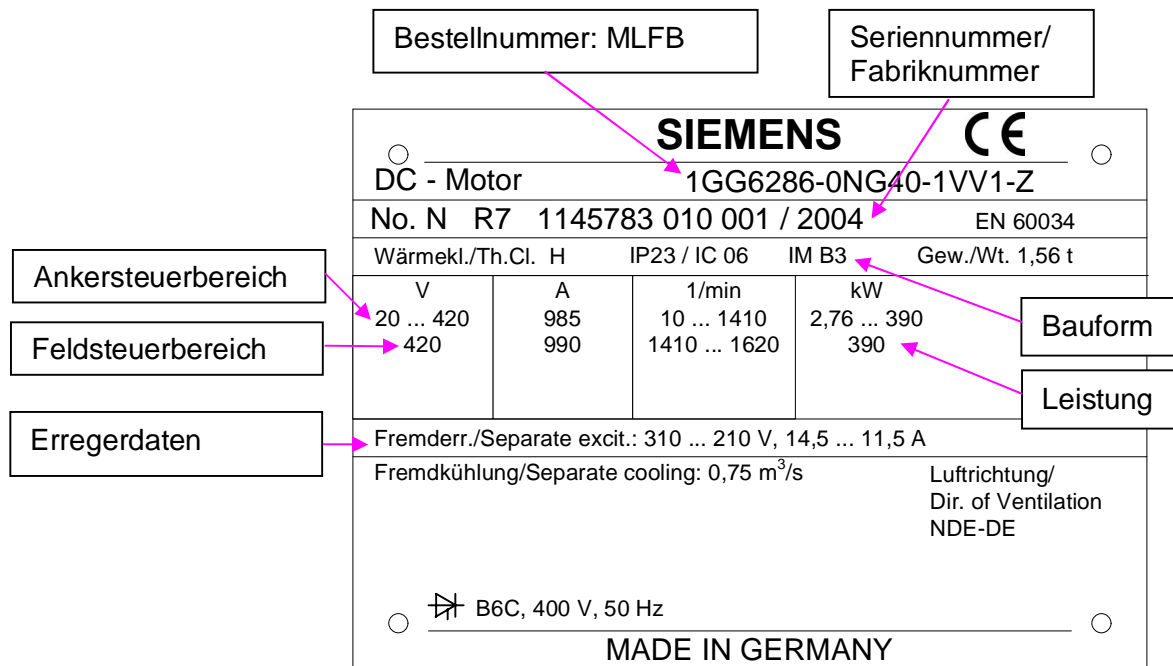 Bestellnummer: MLFB
Seriennummer/
Fabriknummer
SIEMENS CE
DC - Motor 1GG6286-0NG40-1VV1-Z
No. N R7 1145783 010 001 / 2004 EN 60034
Wärmekl./Th.Cl. H IP23 / IC 06 IM B3 Gew./Wt. 1,56 t
Ankersteuerbereich
V A 1/min kW
20 ... 420 985 10 ... 1410 2,76 ... 390
Feldsteuerbereich
420 990 1410 ... 1620 390
Bauform
Leistung
Erregerdaten
Fremderr./Separate excit.: 310 ... 210 V, 14,5 ... 11,5 A
Fremdkühlung/Separate cooling: 0,75 m³/s
Luftrichtung/
Dir. of Ventilation
NDE-DE
B6C, 400 V, 50 Hz
MADE IN GERMANY